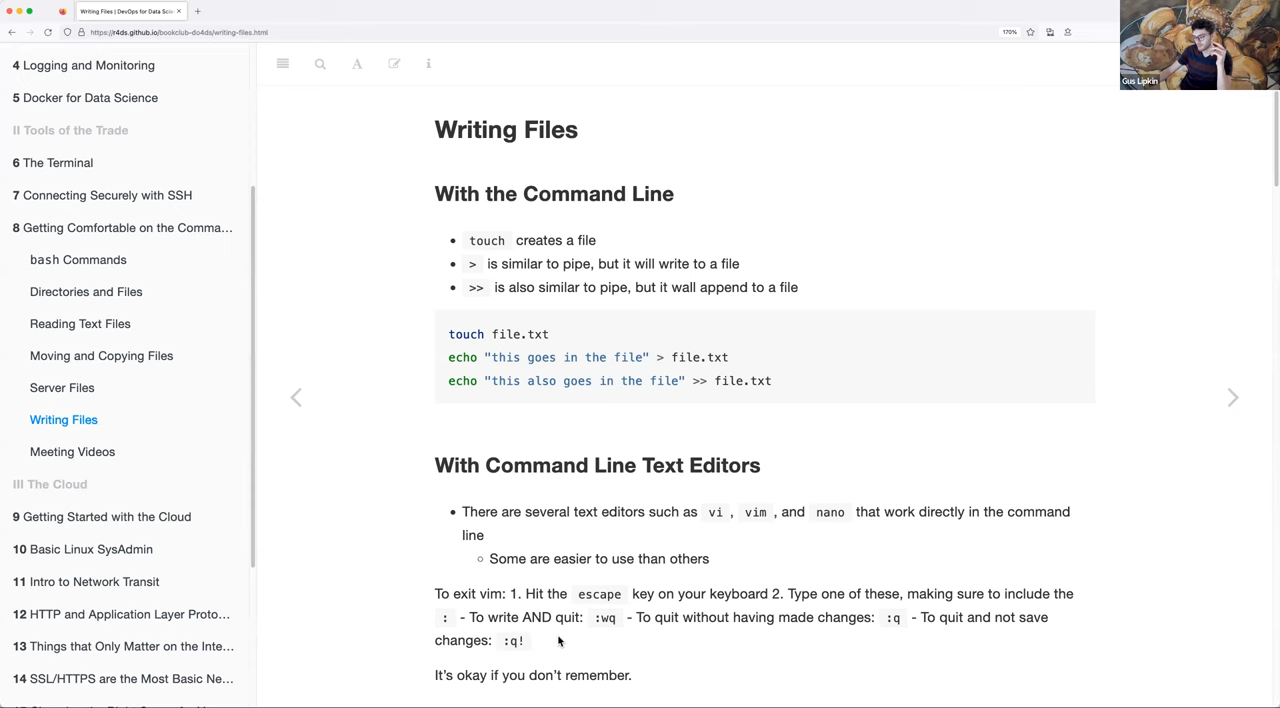 Writing Files | DevOps for Data Scie
https://r4ds.github.io/bookclub-do4ds/writing-files.html
170%
Gus Lipkin
4 Logging and Monitoring
5 Docker for Data Science
II Tools of the Trade
6 The Terminal
7 Connecting Securely with SSH
8 Getting Comfortable on the Comma...
bash Commands
Directories and Files
Reading Text Files
Moving and Copying Files
Server Files
Writing Files
Meeting Videos
III The Cloud
9 Getting Started with the Cloud
10 Basic Linux SysAdmin
11 Intro to Network Transit
12 HTTP and Application Layer Proto...
13 Things that Only Matter on the Inte...
14 SSL/HTTPS are the Most Basic Ne...
Writing Files
With the Command Line
• touch creates a file
• > is similar to pipe, but it will write to a file
• >> is also similar to pipe, but it wall append to a file
touch file.txt
echo "this goes in the file" > file.txt
echo "this also goes in the file" >> file.txt
With Command Line Text Editors
• There are several text editors such as vi , vim , and nano that work directly in the command
line
○ Some are easier to use than others
To exit vim: 1. Hit the escape key on your keyboard 2. Type one of these, making sure to include the
: - To write AND quit: :wq - To quit without having made changes: :q - To quit and not save
changes: :q!
It's okay if you don't remember.